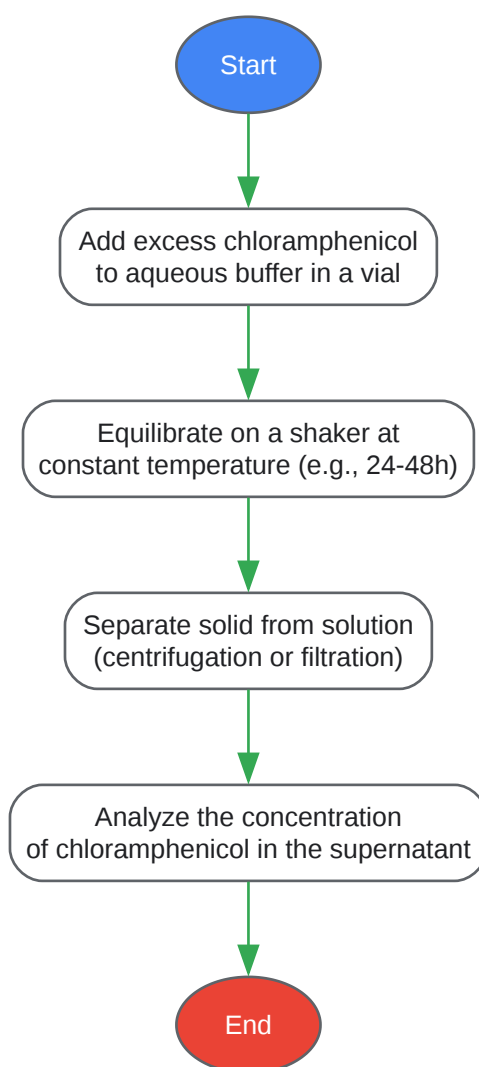 Start
Add excess chloramphenicol
to aqueous buffer in a vial
Equilibrate on a shaker at
constant temperature (e.g., 24-48h)
Separate solid from solution
(centrifugation or filtration)
Analyze the concentration
of chloramphenicol in the supernatant
End